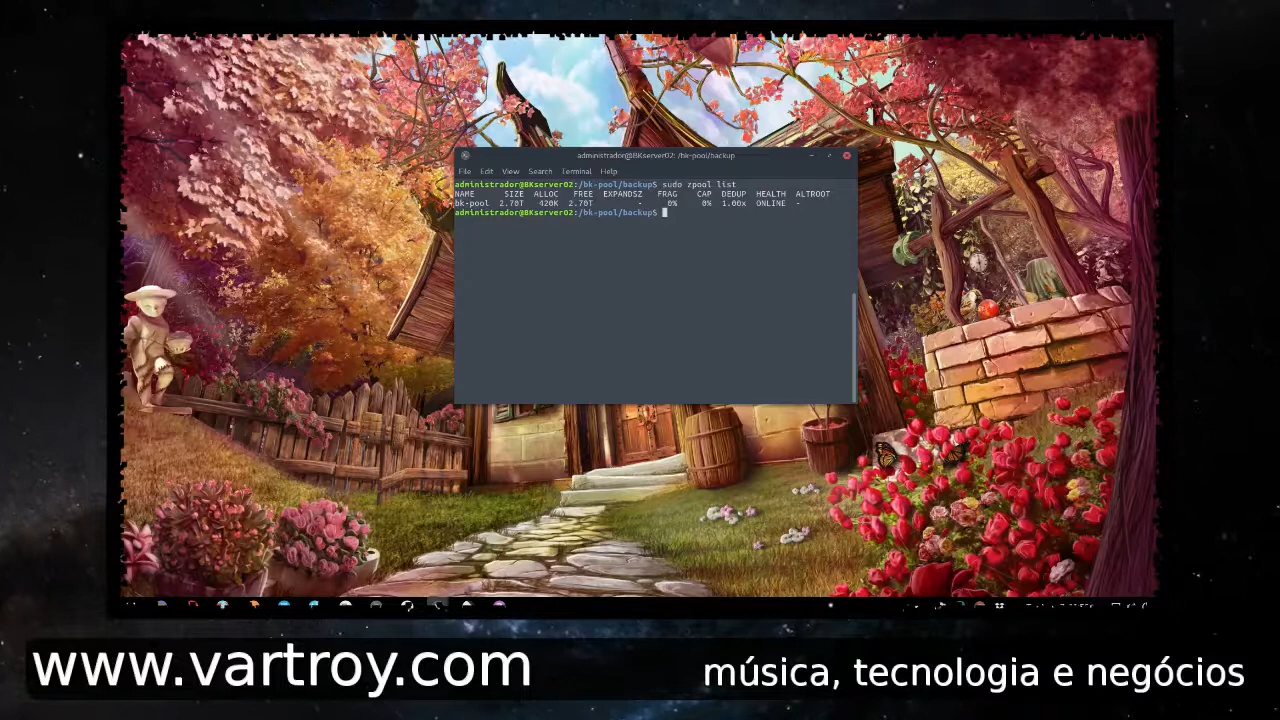 administrador@BKserver02: /bk-pool/backup
File Edit View Search Terminal Help
administrador@BKserver02:/bk-pool/backup$ sudo zpool list
NAME SIZE ALLOC FREE EXPANDSZ FRAG CAP DEDUP HEALTH ALTROOT
bk-pool 2.70T 420K 2.70T - 0% 0% 1.00x ONLINE -
administrador@BKserver02:/bk-pool/backup$
www.vartroy.com
música, tecnologia e negócios